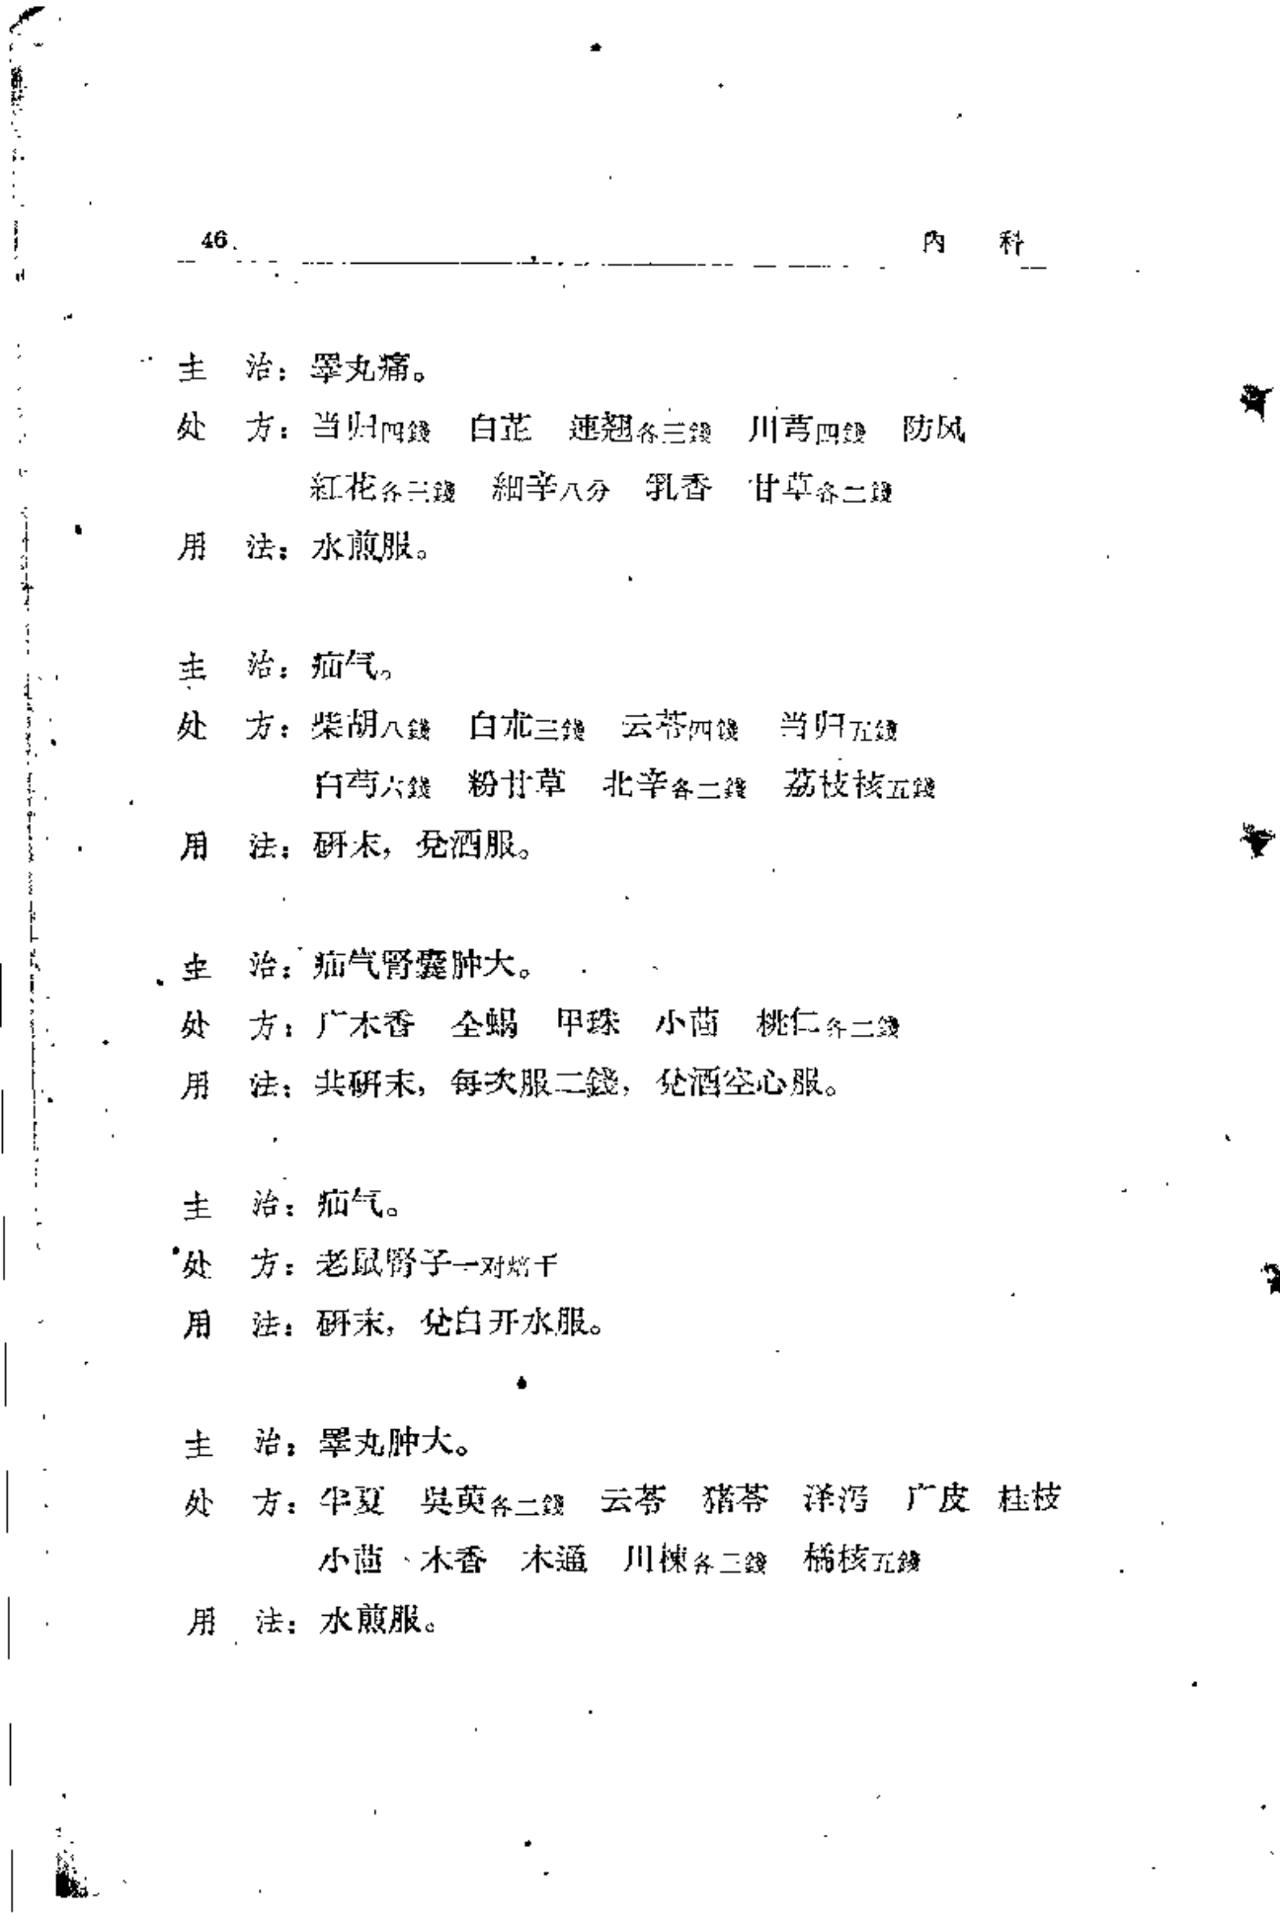 46
内 科
主 治：睪丸痛。
处 方：当归四錢 白芷 連翘各三錢 川芎四錢 防风
紅花各三錢 細辛八分 乳香 甘草各二錢
用 法：水煎服。
主 治：疝气。
处 方：柴胡八錢 白朮三錢 云苓四錢 当归五錢
白芍六錢 粉甘草 北辛各二錢 荔枝核五錢
用 法：研末，兌酒服。
主 治：疝气腎囊肿大。
处 方：广木香 全蝎 甲珠 小茴 桃仁各二錢
用 法：共研末，每次服二錢，兌酒空心服。
主 治：疝气。
处 方：老鼠腎子一对焙干
用 法：研末，兌白开水服。
主 治：睪丸肿大。
处 方：半夏 吳萸各二錢 云苓 猪苓 泽泻 广皮 桂枝
小茴 木香 木通 川楝各三錢 橘核五錢
用 法：水煎服。